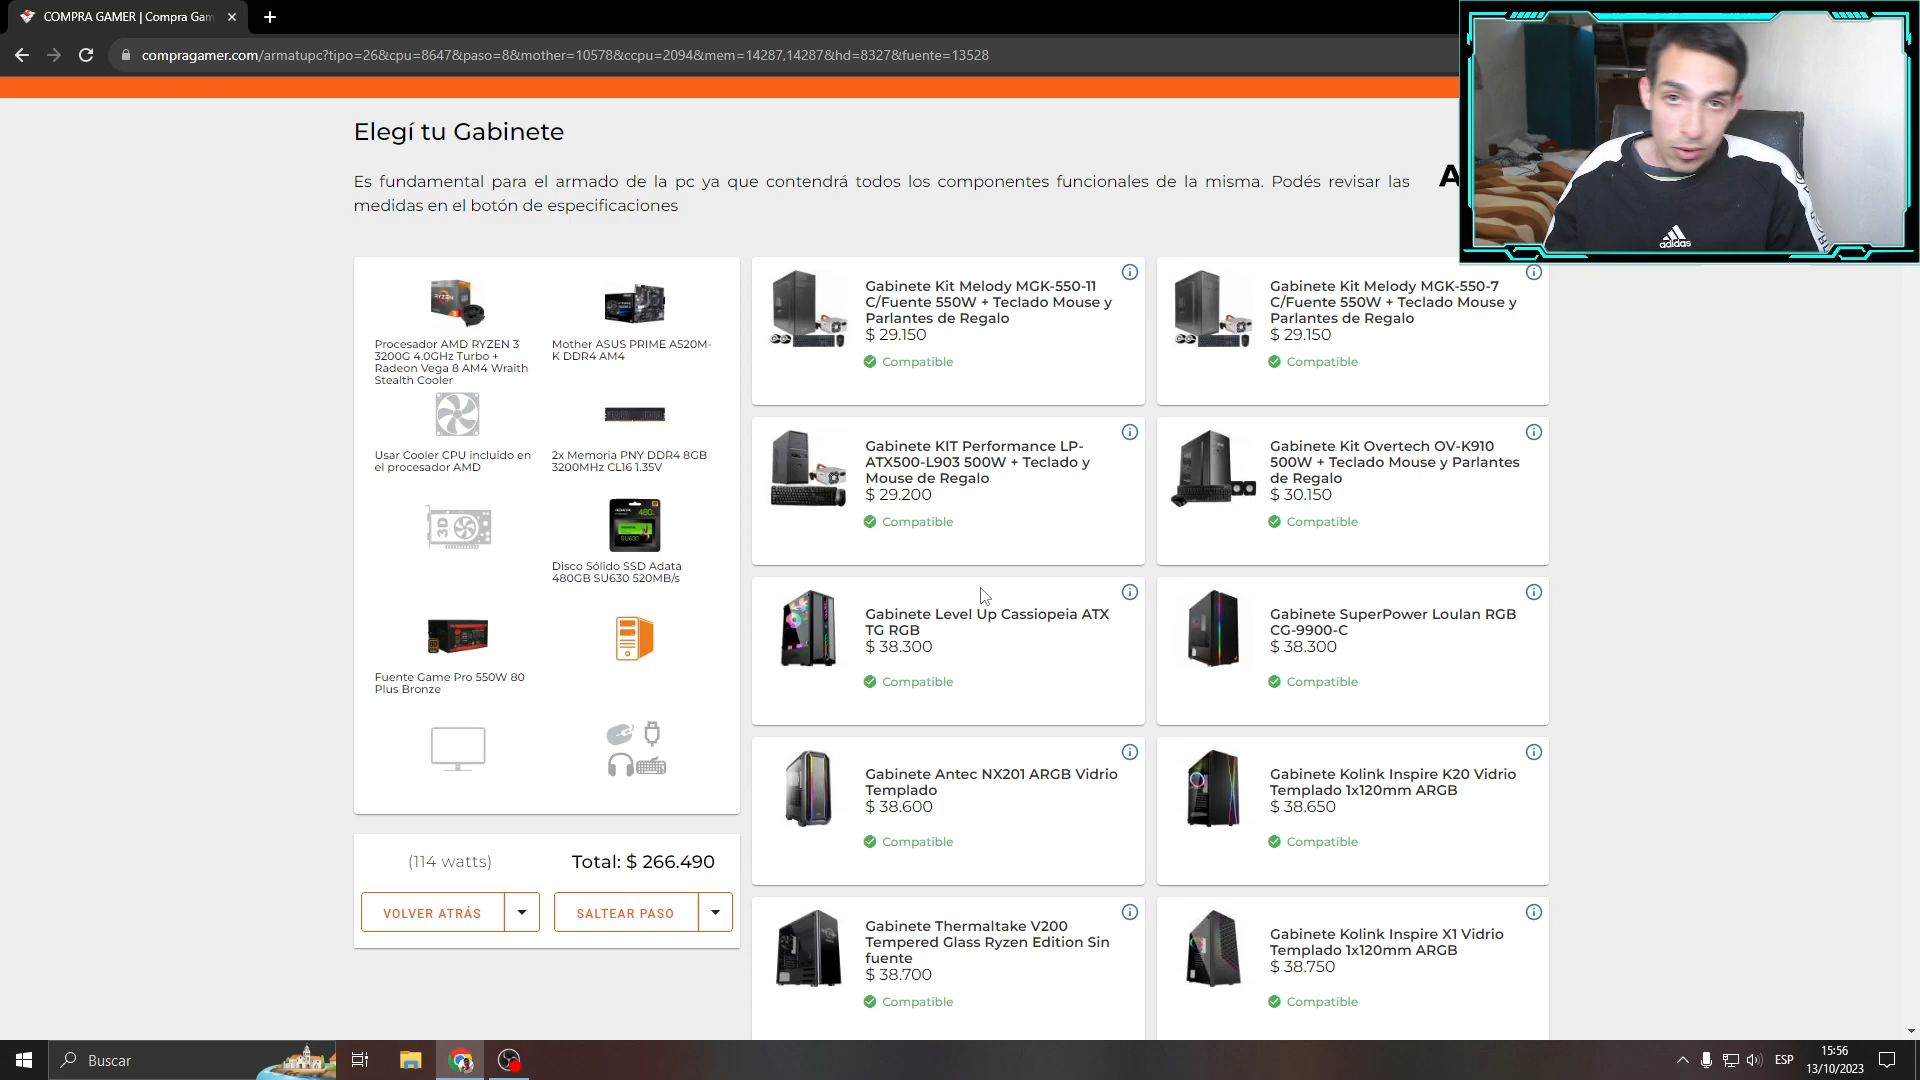 COMPRA GAMER | Compra Gam
compragamer.com/armatupc?tipo=26&cpu=8647&paso=8&mother=10578&ccpu=2094&mem=14287,14287&hd=8327&fuente=13528
Elegí tu Gabinete
Es fundamental para el armado de la pc ya que contendrá todos los componentes funcionales de la misma. Podés revisar las
medidas en el botón de especificaciones
A
adidas
Procesador AMD RYZEN 3
3200G 4.0GHz Turbo +
Radeon Vega 8 AM4 Wraith
Stealth Cooler
Mother ASUS PRIME A520M-
K DDR4 AM4
Usar Cooler CPU incluido en
el procesador AMD
2x Memoria PNY DDR4 8GB
3200MHz CL16 1.35V
3D
Disco Sólido SSD Adata
480GB SU630 520MB/s
Fuente Game Pro 550W 80
Plus Bronze
(114 watts)
Total: $ 266.490
VOLVER ATRÁS
SALTEAR PASO
Gabinete Kit Melody MGK-550-11
C/Fuente 550W + Teclado Mouse y
Parlantes de Regalo
$ 29.150
Compatible
Gabinete Kit Melody MGK-550-7
C/Fuente 550W + Teclado Mouse y
Parlantes de Regalo
$ 29.150
Compatible
Gabinete KIT Performance LP-
ATX500-L903 500W + Teclado y
Mouse de Regalo
$ 29.200
Compatible
Gabinete Kit Overtech OV-K910
500W + Teclado Mouse y Parlantes
de Regalo
$ 30.150
Compatible
Gabinete Level Up Cassiopeia ATX
TG RGB
$ 38.300
Compatible
Gabinete SuperPower Loulan RGB
CG-9900-C
$ 38.300
Compatible
Gabinete Antec NX201 ARGB Vidrio
Templado
$ 38.600
Compatible
Gabinete Kolink Inspire K20 Vidrio
Templado 1x120mm ARGB
$ 38.650
Compatible
Gabinete Thermaltake V200
Tempered Glass Ryzen Edition Sin
fuente
$ 38.700
Compatible
Gabinete Kolink Inspire X1 Vidrio
Templado 1x120mm ARGB
$ 38.750
Compatible
Buscar
ESP
15:56
13/10/2023